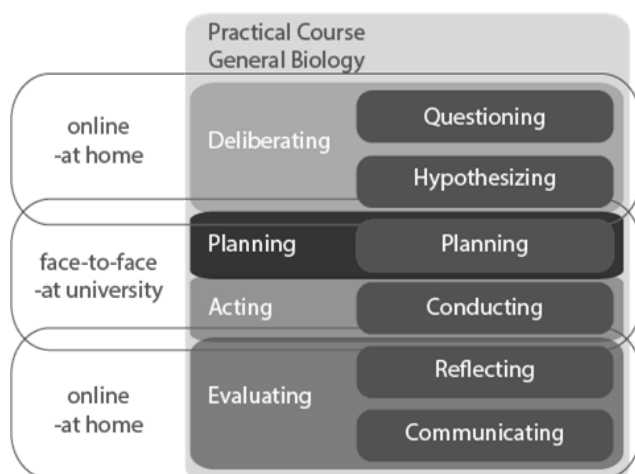 Practical Course
General Biology
online
-at home
Deliberating
Questioning
Hypothesizing
face-to-face
-at university
Planning
Planning
Acting
Conducting
online
-at home
Evaluating
Reflecting
Communicating